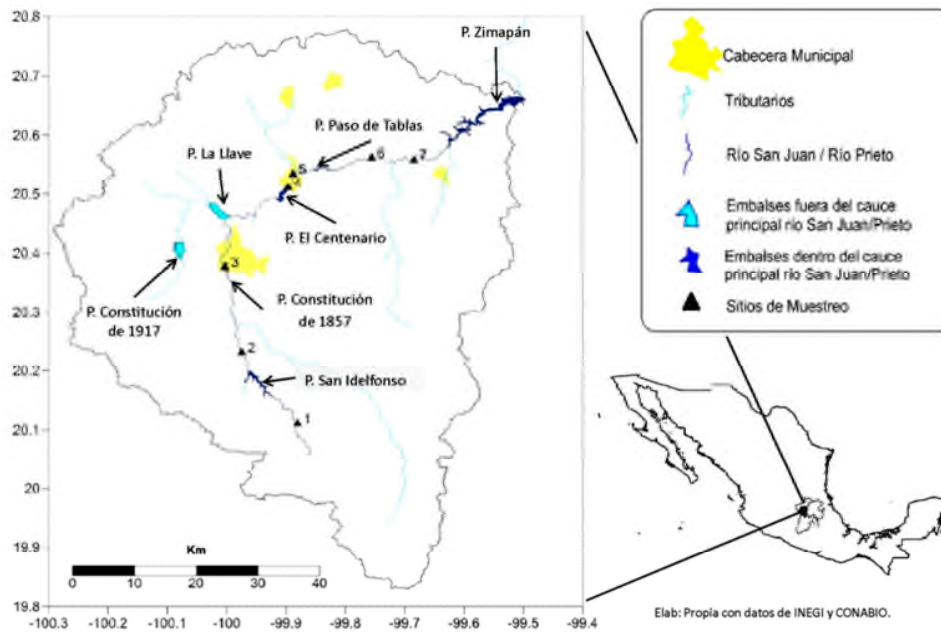 20.8
20.7
20.6
20.5
20.4
20.3
20.2
20.1
20
19.9
19.8
-100.3
-100.2
-100.1
-100
-99.9
-99.8
-99.7
-99.6
-99.5
-99.4
P. Zimapán
P. Paso de Tablas
P. La Llave
P. El Centenario
P. Constitución
de 1917
P. Constitución
de 1857
P. San Idelfonso
1
2
3
4
5
6
7
Km
0
10
20
30
40
Cabecera Municipal
Tributarios
Río San Juan / Río Prieto
Embalses fuera del cauce
principal río San Juan/Prieto
Embalses dentro del cauce
principal río San Juan/Prieto
Sitios de Muestreo
Elab: Propia con datos de INEGI y CONABIO.